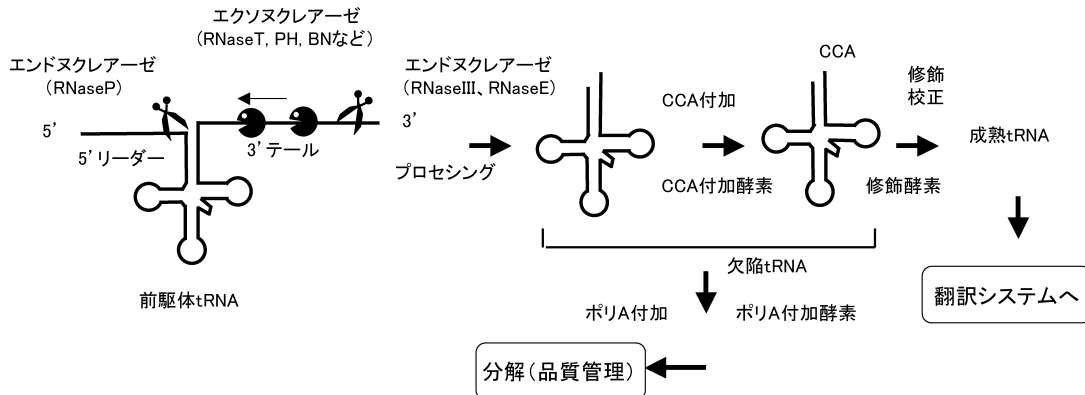 エクソヌクレアーゼ
（RNaseT, PH, BNなど）
エンドヌクレアーゼ
（RNaseP）
5’
5’リーダー
3’テール
3’
前駆体tRNA
エンドヌクレアーゼ
（RNaseIII、RNaseE）
プロセシング
CCA付加
CCA付加酵素
CCA
修飾
校正
修飾酵素
成熟tRNA
翻訳システムへ
欠陥tRNA
ポリA付加
ポリA付加酵素
分解（品質管理）